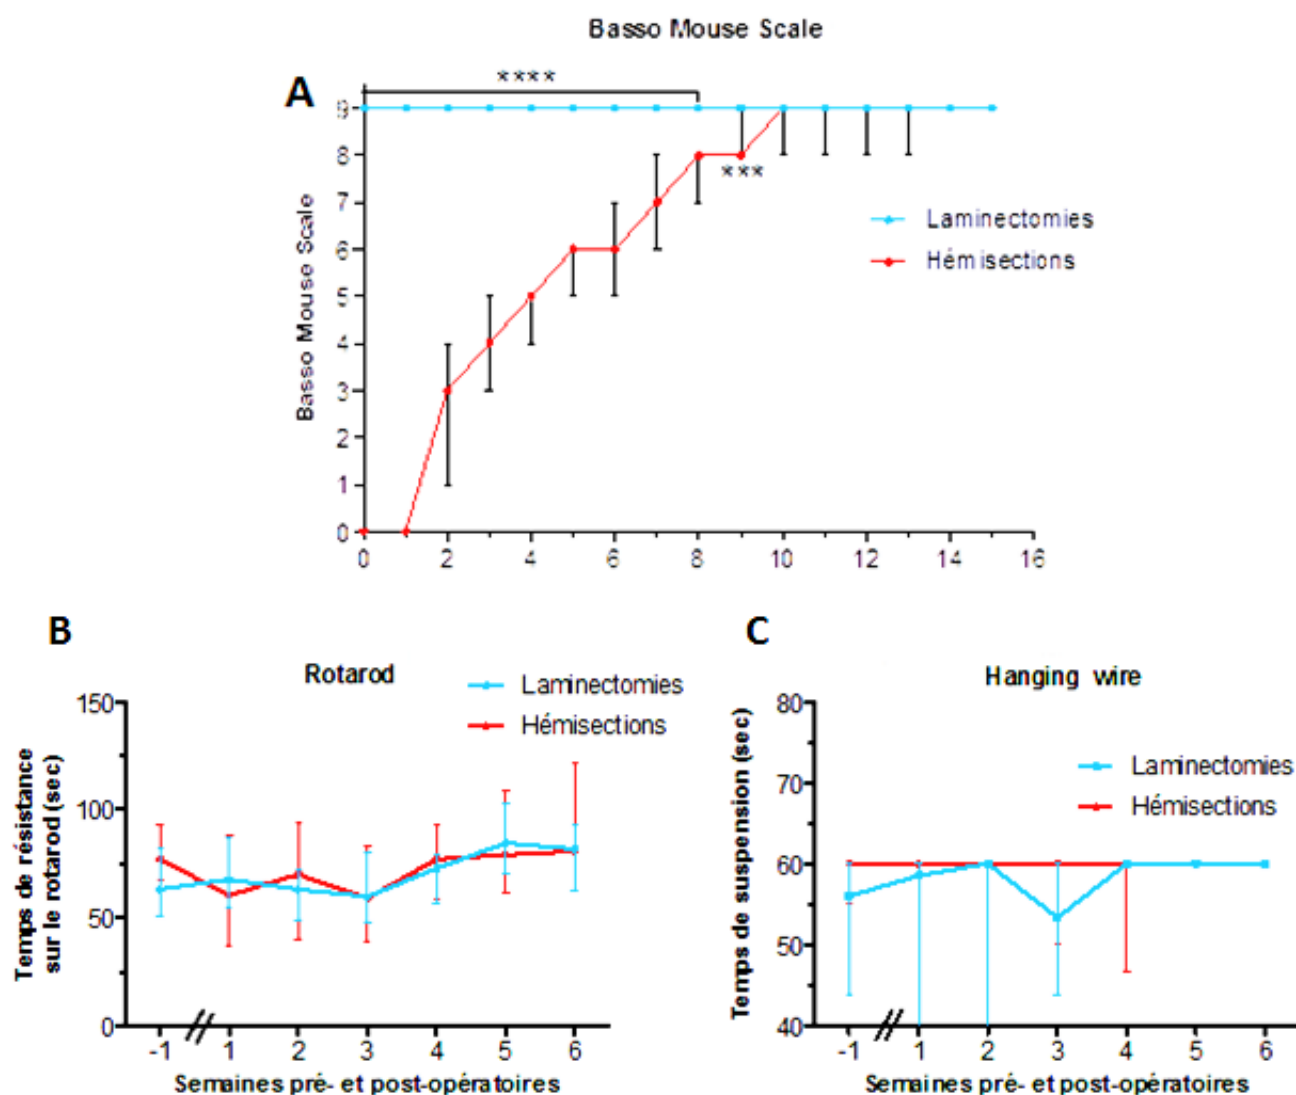 Basso Mouse Scale
A
****
9
8
***
7
Laminectomies
6
Hémisections
5
4
3
2
1
0
Basso Mouse Scale
0 2 4 6 8 10 12 14 16
B
Rotarod
Laminectomies
Hémisections
150
100
50
0
Temps de résistance
sur le rotarod (sec)
-1 1 2 3 4 5 6
Semaines pré- et post-opératoires
C
Hanging wire
Laminectomies
Hémisections
80
70
60
50
40
Temps de suspension (sec)
-1 1 2 3 4 5 6
Semaines pré- et post-opératoires